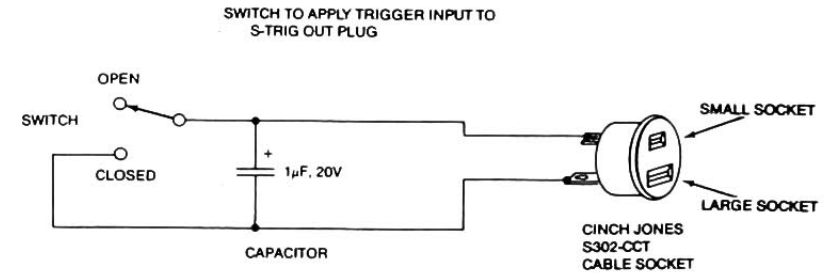 SWITCH TO APPLY TRIGGER INPUT TO
S-TRIG OUT PLUG
OPEN
SWITCH
CLOSED
+
1µF, 20V
CAPACITOR
SMALL SOCKET
LARGE SOCKET
CINCH JONES
S302-CCT
CABLE SOCKET